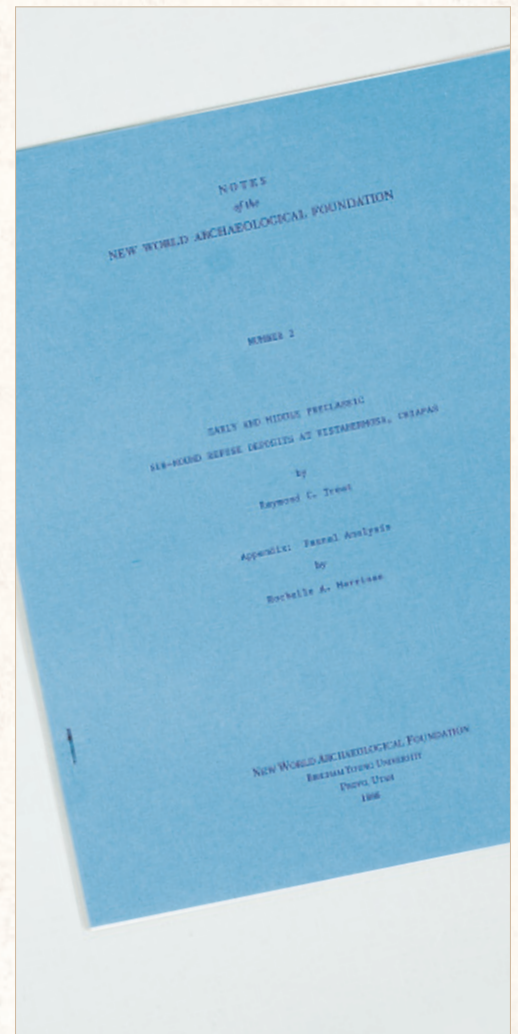 NOTES
of the
NEW WORLD ARCHAEOLOGICAL FOUNDATION
NUMBER 2
EARLY AND MIDDLE PRECLASSIC
SUB-MOUND REFUSE DEPOSITS AT VISTAHERMOSA, CHIAPAS
by
Raymond C. Treat
Appendix: Faunal Analysis
by
Rochelle A.
NEW WORLD ARCHAEOLOGICAL FOUNDATION
BRIGHAM YOUNG UNIVERSITY
PROVO, UTAH
1986